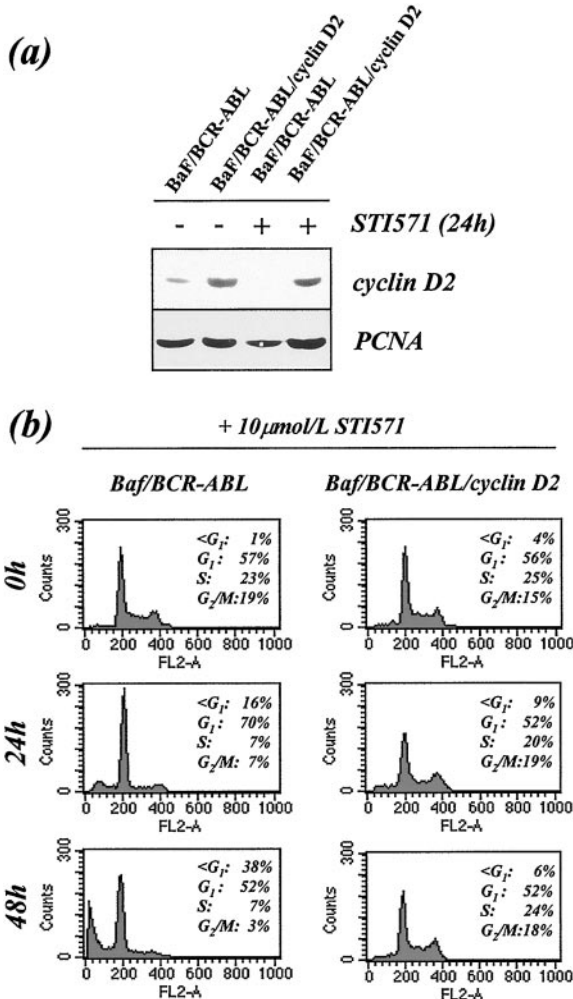 (a)
BaF/BCR-ABL
BaF/BCR-ABL/cyclin D2
BaF/BCR-ABL
BaF/BCR-ABL/cyclin D2
- - + + STI571 (24h)
cyclin D2
PCNA
(b)
+ 10µmol/L STI571
Baf/BCR-ABL Baf/BCR-ABL/cyclin D2
0h
300
Counts
0
<G1: 1%
G1: 57%
S: 23%
G2/M:19%
0 200 400 600 800 1000
FL2-A
300
Counts
0
<G1: 4%
G1: 56%
S: 25%
G2/M:15%
0 200 400 600 800 1000
FL2-A
24h
300
Counts
0
<G1: 16%
G1: 70%
S: 7%
G2/M: 7%
0 200 400 600 800 1000
FL2-A
300
Counts
0
<G1: 9%
G1: 52%
S: 20%
G2/M:19%
0 200 400 600 800 1000
FL2-A
48h
300
Counts
0
<G1: 38%
G1: 52%
S: 7%
G2/M: 3%
0 200 400 600 800 1000
FL2-A
300
Counts
0
<G1: 6%
G1: 52%
S: 24%
G2/M:18%
0 200 400 600 800 1000
FL2-A